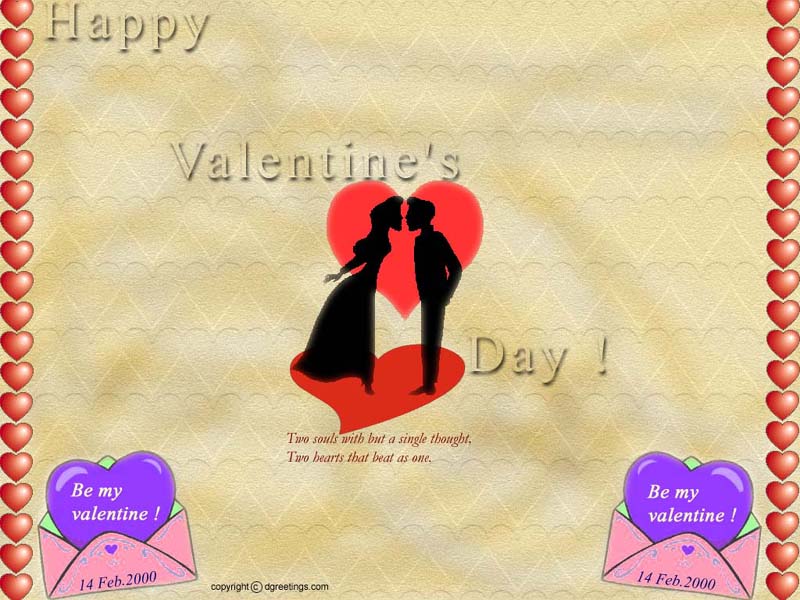 Happy
Valentine's
Day !
Two souls with but a single thought,
Two hearts that beat as one.
Be my
valentine !
14 Feb.2000
Be my
valentine !
14 Feb.2000
copyright © dgreetings.com